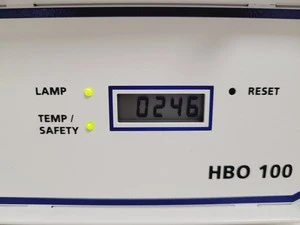 LAMP
0246
RESET
TEMP /
SAFETY
HBO 100